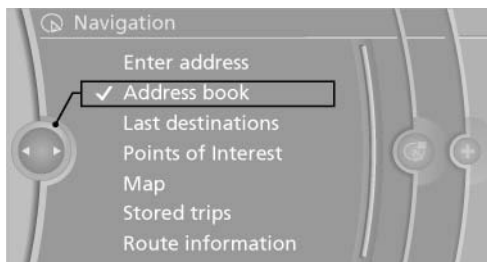 Navigation
Enter address
Address book
Last destinations
Points of Interest
Map
Stored trips
Route information